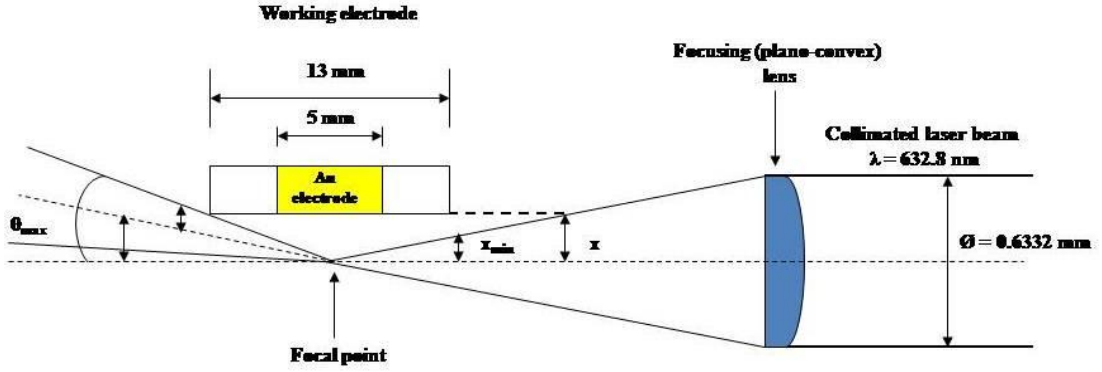 Working electrode
Focusing (plano-convex)
lens
13 mm
5 mm
Collimated laser beam
λ = 632.8 nm
Au
electrode
θmax
xmin
x
Ø = 0.6332 mm
Focal point